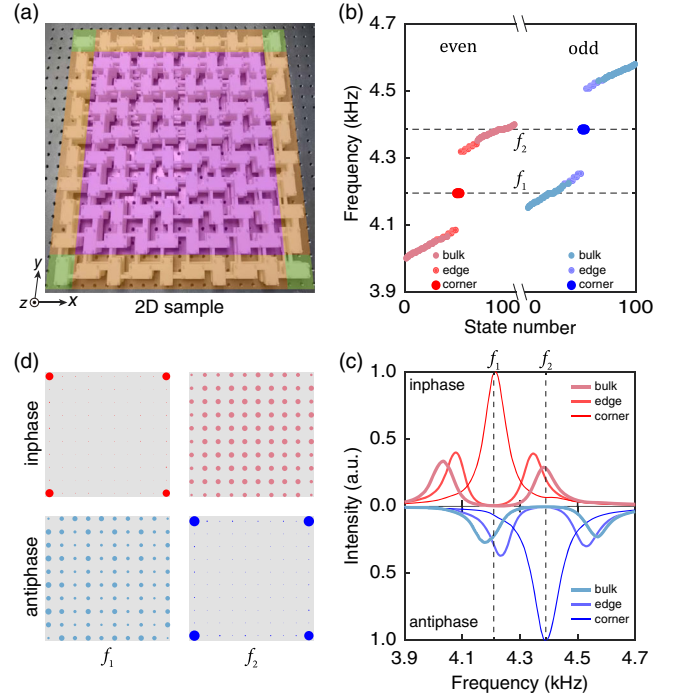 (a)
y
z
x
2D sample
(b)
even
odd
Frequency (kHz)
4.7
4.5
4.3
4.1
3.9
f₂
f₁
bulk
edge
corner
bulk
edge
corner
0
100
0
100
State number
(d)
inphase
antiphase
f₁
f₂
(c)
f₁
f₂
inphase
bulk
edge
corner
Intensity (a.u.)
1.0
0.5
0.0
0.5
1.0
bulk
edge
corner
antiphase
3.9
4.1
4.3
4.5
4.7
Frequency (kHz)